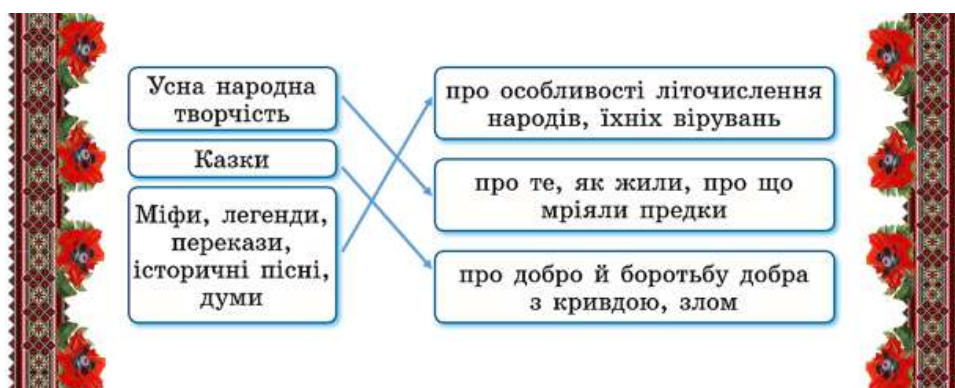 Усна народна
творчість
Казки
Міфи, легенди,
перекази,
історичні пісні,
думи
про особливості літочислення
народів, їхніх вірувань
про те, як жили, про що
мріяли предки
про добро й боротьбу добра
з кривдою, злом